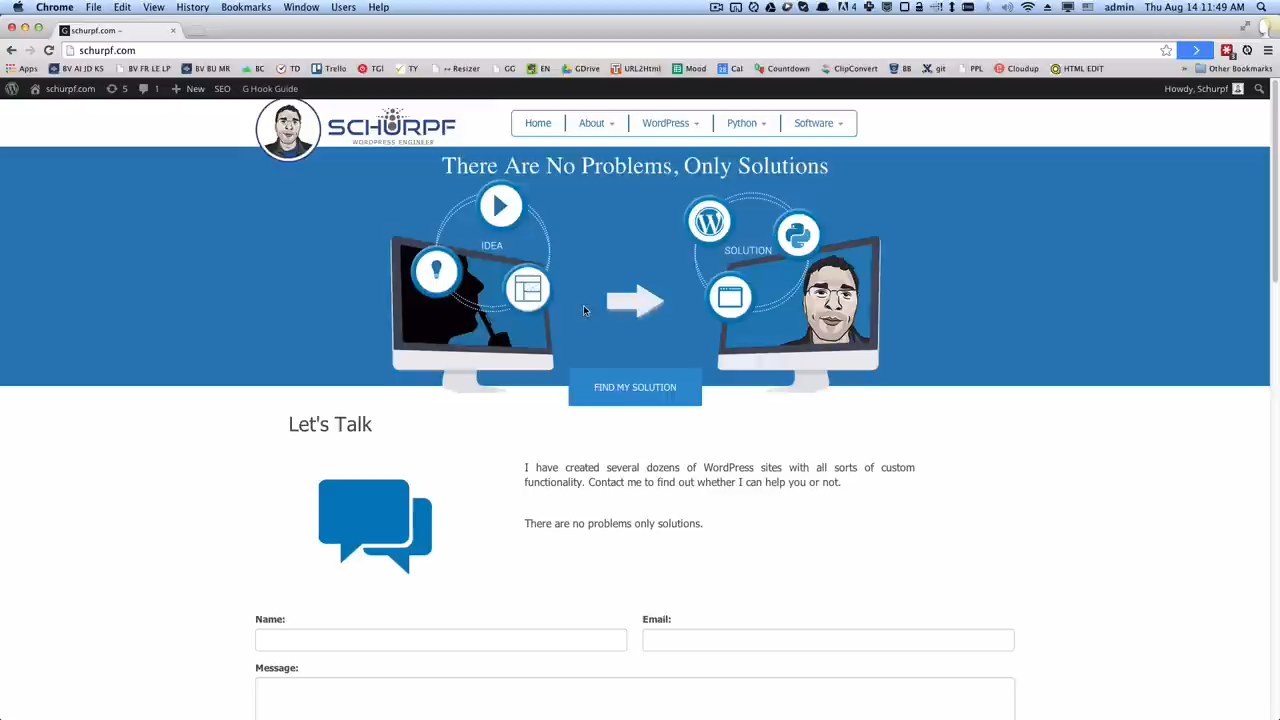 Chrome File Edit View History Bookmarks Window Users Help 4 admin Thu Aug 14 11:49 AM
schurpf.com –
schurpf.com
Apps BV AI JD KS BV FR LE LP BV BU MR BC TD Trello TGI TY Resizer GG EN GDrive URL2Html Mood Cal Countdown ClipConvert BB git PPL Cloudup HTML EDiT » Other Bookmarks
schurpf.com 5 1 New SEO G Hook Guide Howdy, Schurpf
SCHURPF
WORDPRESS ENGINEER
Home About WordPress Python Software
There Are No Problems, Only Solutions
IDEA
SOLUTION
FIND MY SOLUTION
Let's Talk
I have created several dozens of WordPress sites with all sorts of custom
functionality. Contact me to find out whether I can help you or not.
There are no problems only solutions.
Name: Email:
Message: